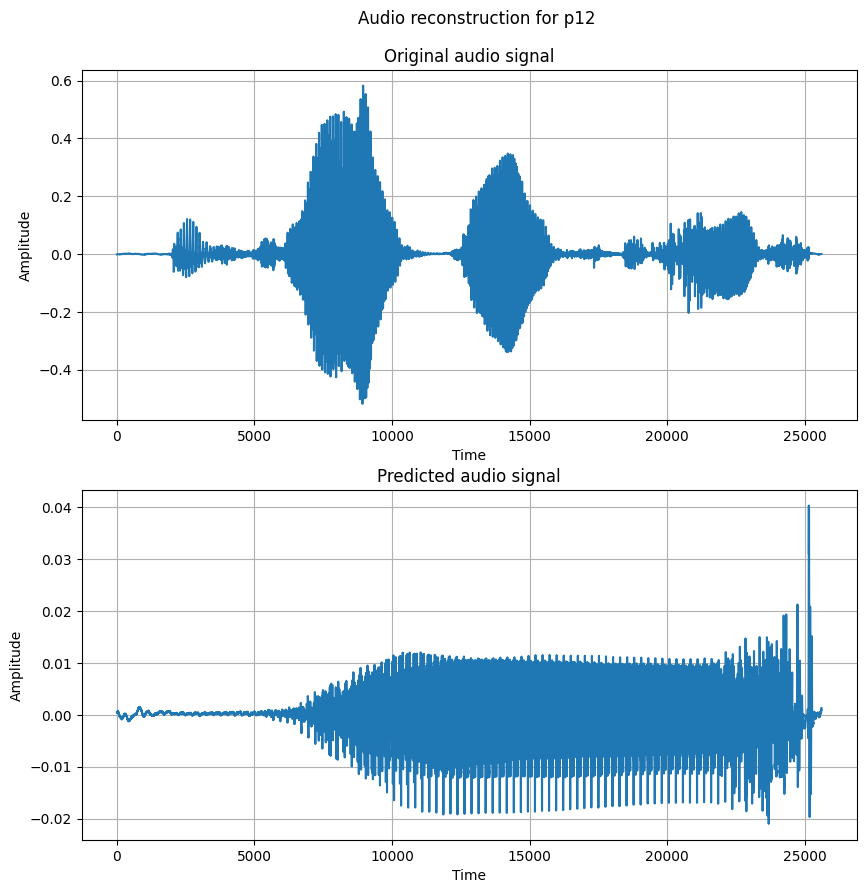 Audio reconstruction for p12
Original audio signal
0.6
0.4
0.2
0.0
−0.2
−0.4
Amplitude
0 5000 10000 15000 20000 25000
Time
Predicted audio signal
0.04
0.03
0.02
0.01
0.00
−0.01
−0.02
Amplitude
0 5000 10000 15000 20000 25000
Time